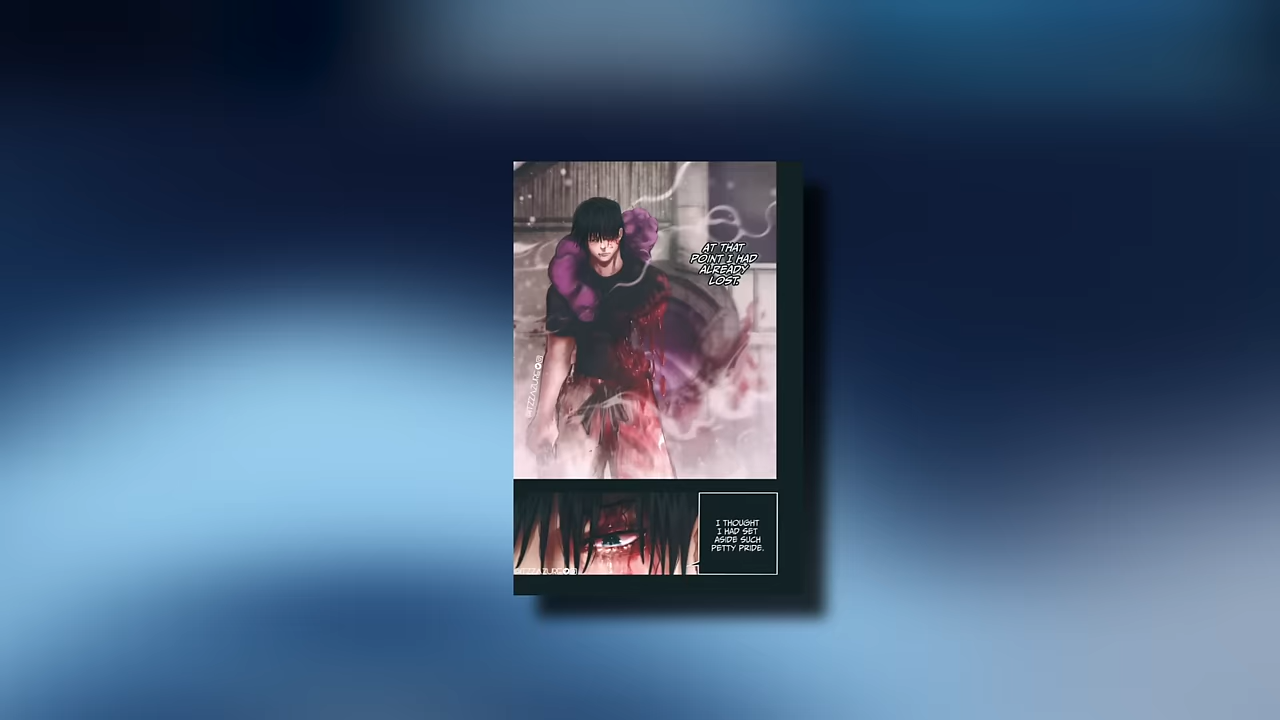 AT THAT
POINT I HAD
ALREADY
LOST.
I THOUGHT
I HAD SET
ASIDE SUCH
PETTY PRIDE.